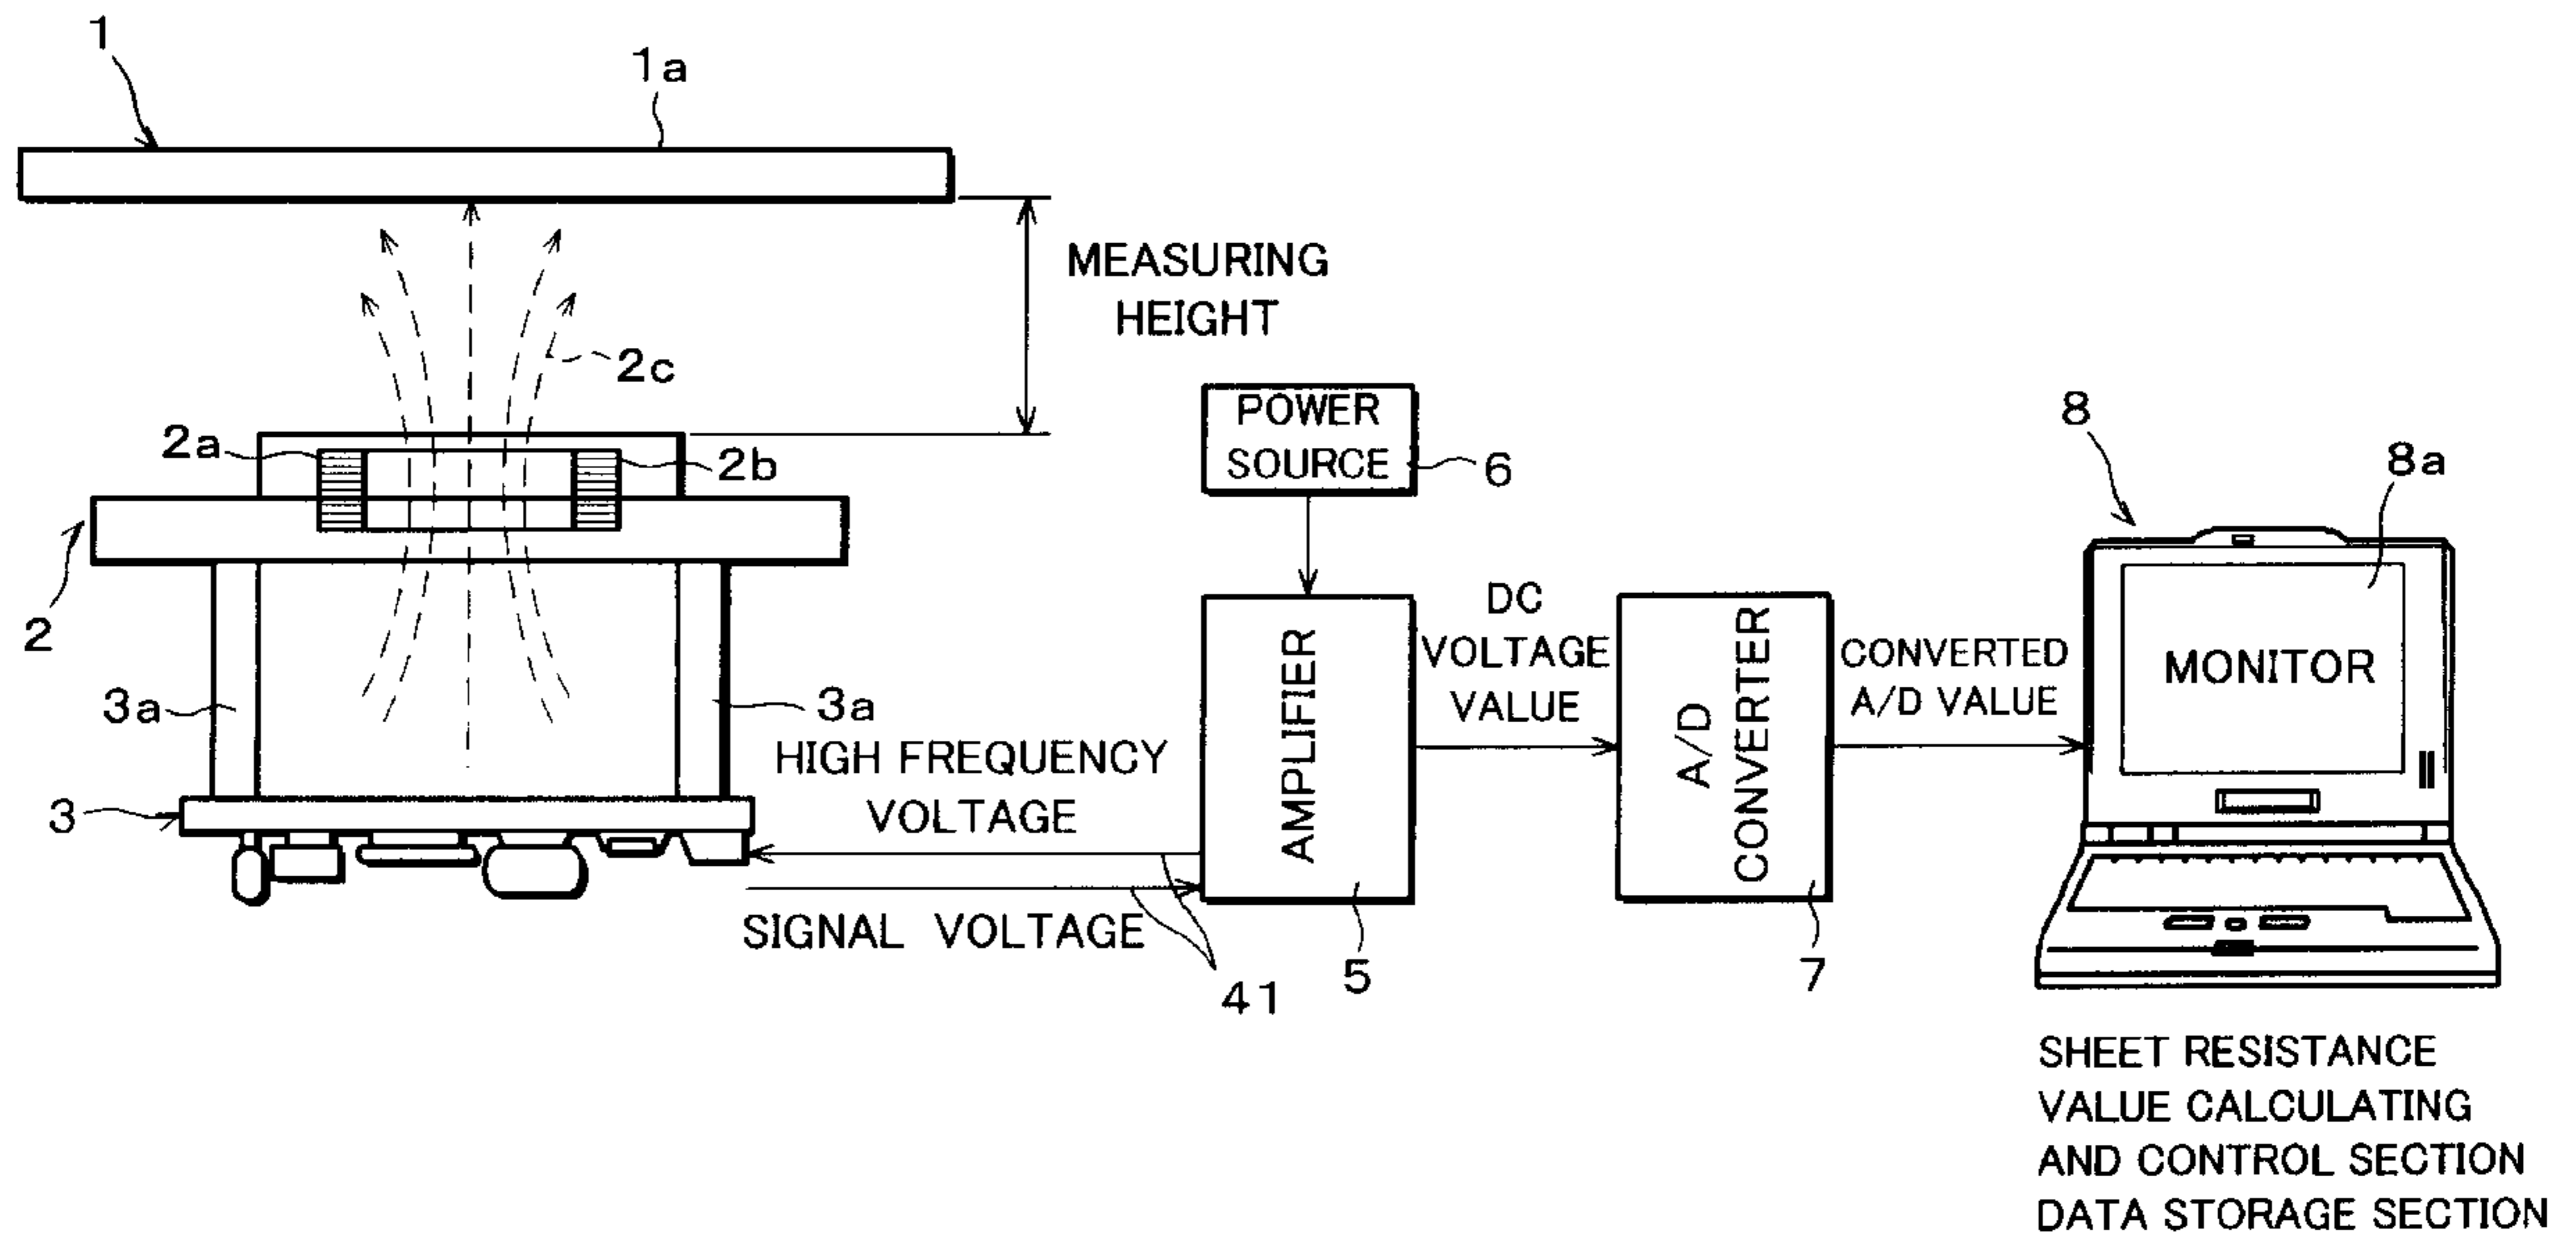 1
1a
MEASURING
HEIGHT
2c
2a
2b
2
3a
3a
3
HIGH FREQUENCY
VOLTAGE
SIGNAL VOLTAGE
41
POWER
SOURCE
6
AMPLIFIER
5
DC
VOLTAGE
VALUE
A/D
CONVERTER
7
CONVERTED
A/D VALUE
8
8a
MONITOR
SHEET RESISTANCE
VALUE CALCULATING
AND CONTROL SECTION
DATA STORAGE SECTION